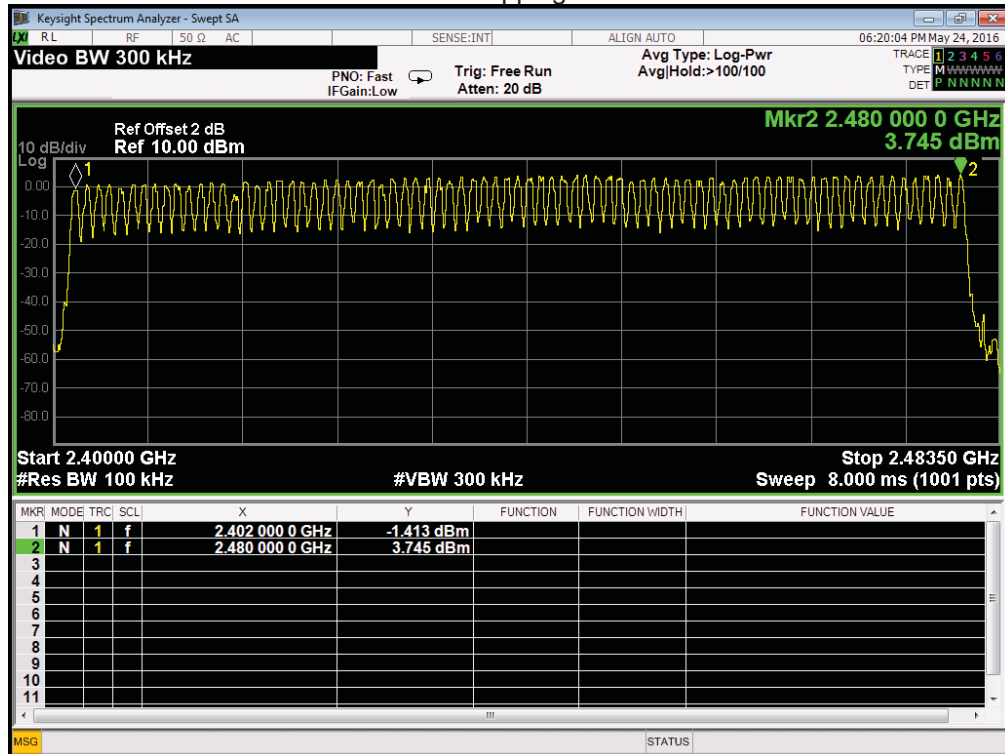 pping
Keysight Spectrum Analyzer - Swept SA
LXI RL RF 50 Ω AC SENSE:INT ALIGN AUTO 06:20:04 PM May 24, 2016
Video BW 300 kHz
PNO: Fast Trig: Free Run Avg Type: Log-Pwr TRACE 1 2 3 4 5 6
IFGain:Low Atten: 20 dB Avg|Hold:>100/100 TYPE M WWWWW
DET P N N N N N
Mkr2 2.480 000 0 GHz
3.745 dBm
Ref Offset 2 dB
10 dB/div Ref 10.00 dBm
Log
1
2
0.00
-10.0
-20.0
-30.0
-40.0
-50.0
-60.0
-70.0
-80.0
Start 2.40000 GHz Stop 2.48350 GHz
#Res BW 100 kHz #VBW 300 kHz Sweep 8.000 ms (1001 pts)
MKR MODE TRC SCL X Y FUNCTION FUNCTION WIDTH FUNCTION VALUE
1 N 1 f 2.402 000 0 GHz -1.413 dBm
2 N 1 f 2.480 000 0 GHz 3.745 dBm
3
4
5
6
7
8
9
10
11
MSG STATUS